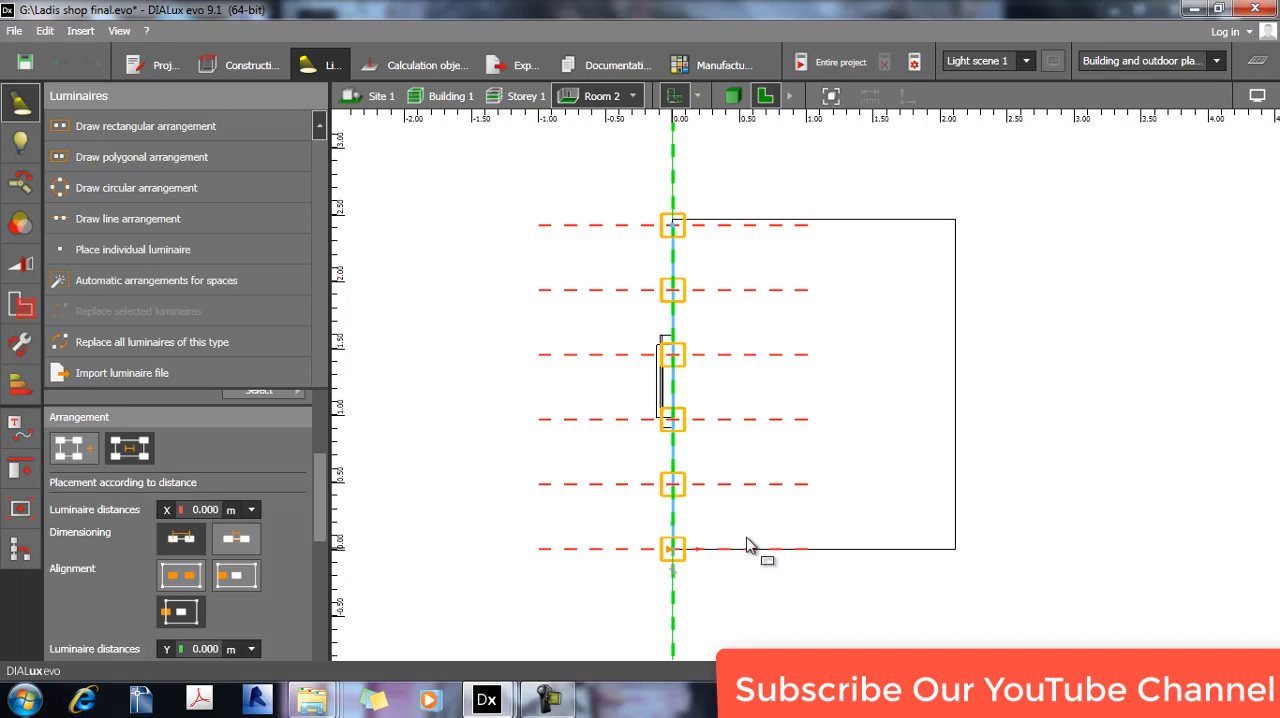 G:\Ladis shop final.evo* - DIALux evo 9.1 (64-bit)
File Edit Insert View ? Log in
Proj... Constructi... Li... Calculation obje... Exp... Documentati... Manufactu... Entire project Light scene 1 Building and outdoor pla...
Luminaires
Site 1 Building 1 Storey 1 Room 2
-2.00 -1.00 -0.50 0.00 0.50 1.00 2.00 2.50 3.00 4.00
Draw rectangular arrangement
Draw polygonal arrangement
Draw circular arrangement
Draw line arrangement
Place individual luminaire
Automatic arrangements for spaces
Replace selected luminaires
Replace all luminaires of this type
Import luminaire file
Select
Arrangement
Placement according to distance
Luminaire distances X 0.000 m
Dimensioning
Alignment
Luminaire distances Y 0.000 m
3.00
2.50
2.00
1.50
1.00
0.50
0.00
-0.50
DIALux evo
Subscribe Our YouTube Channel
Dx